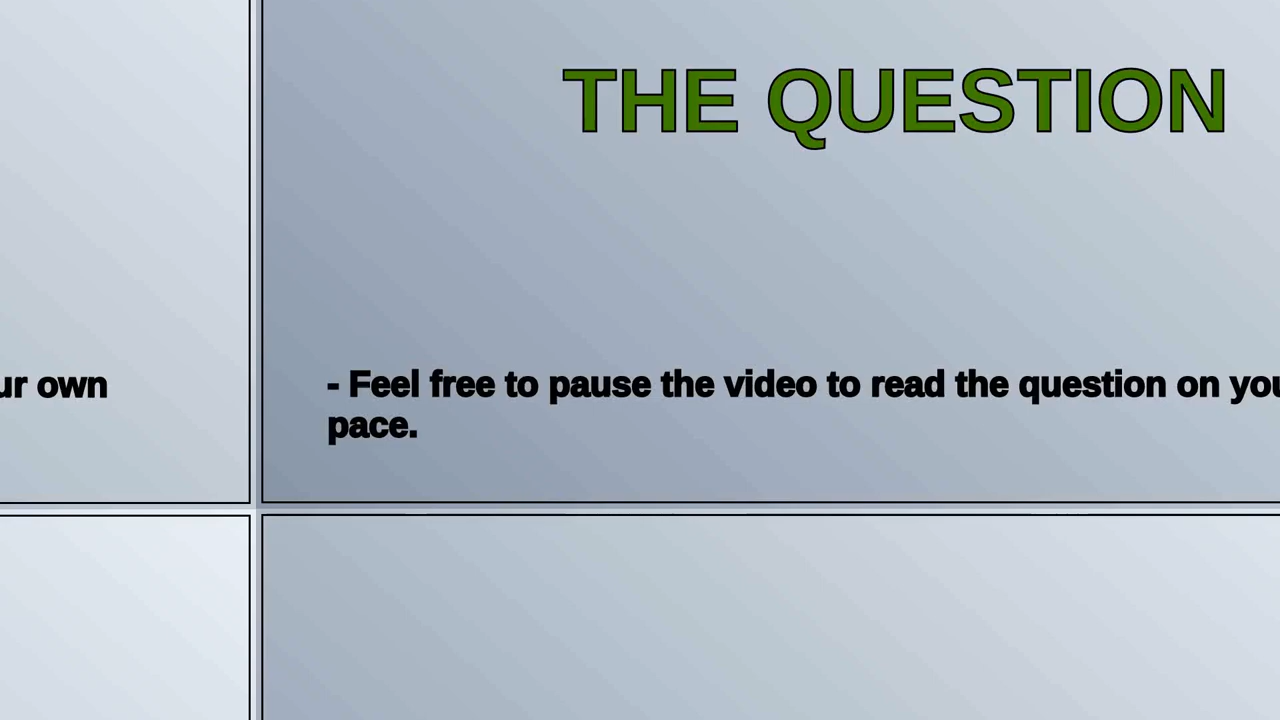 THE QUESTION
ur own
- Feel free to pause the video to read the question on you
pace.